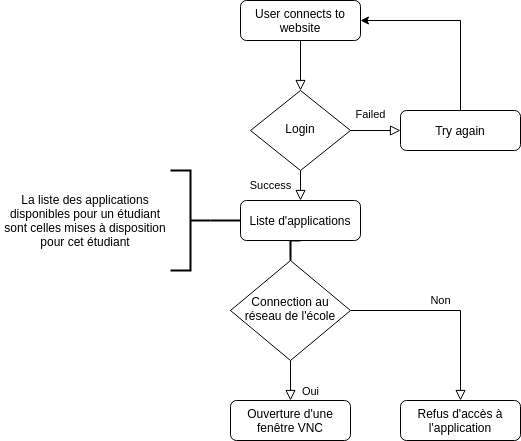 User connects to
website
Failed
Login
Try again
Success
La liste des applications
disponibles pour un étudiant
sont celles mises à disposition
pour cet étudiant
Liste d'applications
Connection au
réseau de l'école
Non
Oui
Ouverture d'une
fenêtre VNC
Refus d'accès à
l'application